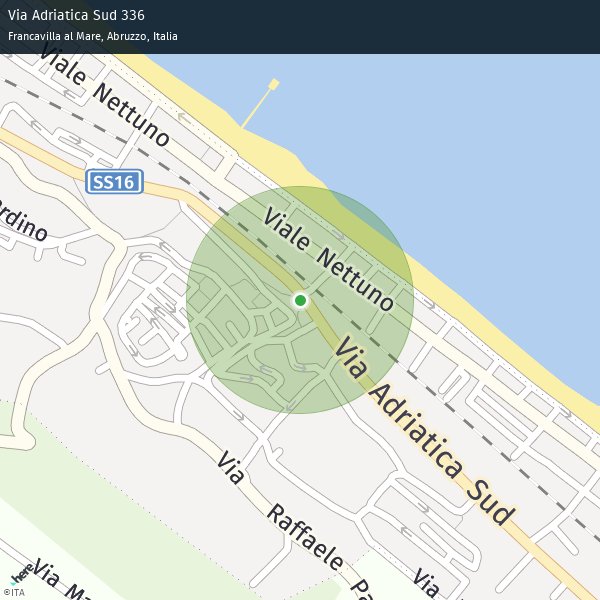 Via Adriatica Sud 336
Francavilla al Mare, Abruzzo, Italia
Viale Nettuno
SS16
rdino
Viale Nettuno
Via Adriatica Sud
Via Raffaele Pa
Via Ma
Via
here
©ITA